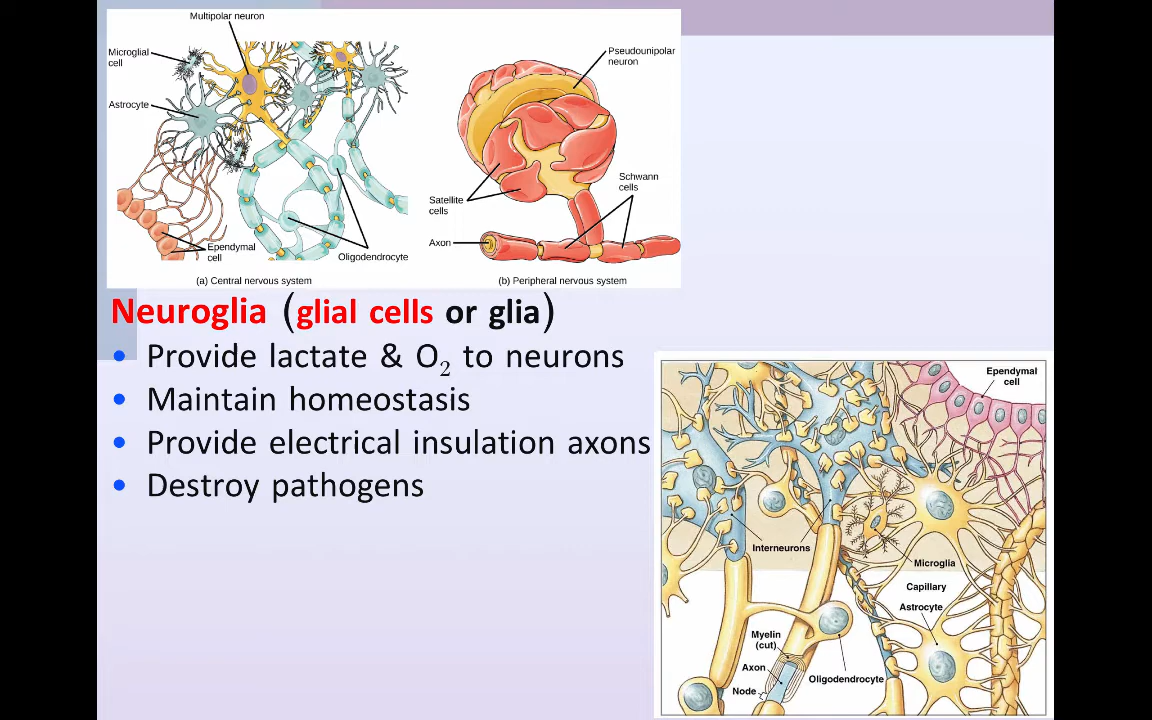 Multipolar neuron
Microglial
cell
Astrocyte
Ependymal
cell
Oligodendrocyte
(a) Central nervous system
Pseudounipolar
neuron
Schwann
cells
Satellite
cells
Axon
(b) Peripheral nervous system
Neuroglia (glial cells or glia)
• Provide lactate & O₂ to neurons
• Maintain homeostasis
• Provide electrical insulation axons
• Destroy pathogens
Ependymal
cell
Interneurons
Microglia
Capillary
Astrocyte
Myelin
(cut)
Axon
Oligodendrocyte
Node